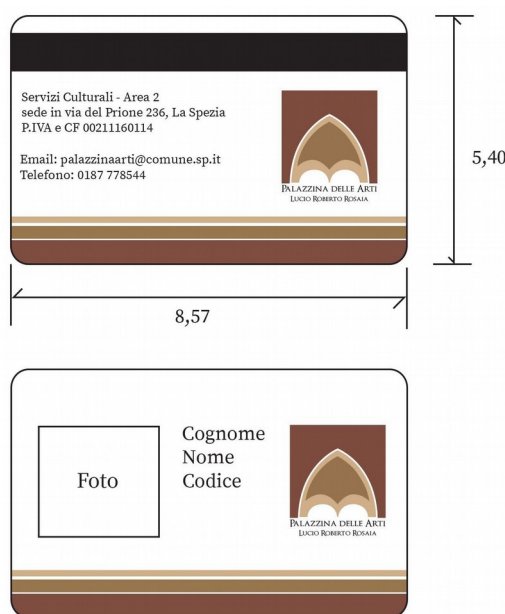 Servizi Culturali - Area 2
sede in via del Prione 236, La Spezia
P.IVA e CF 00211160114
Email: palazzinaarti@comune.sp.it
Telefono: 0187 778544
PALAZZINA DELLE ARTI
LUCIO ROBERTO ROSAIA
5,40
8,57
Foto
Cognome
Nome
Codice
PALAZZINA DELLE ARTI
LUCIO ROBERTO ROSAIA